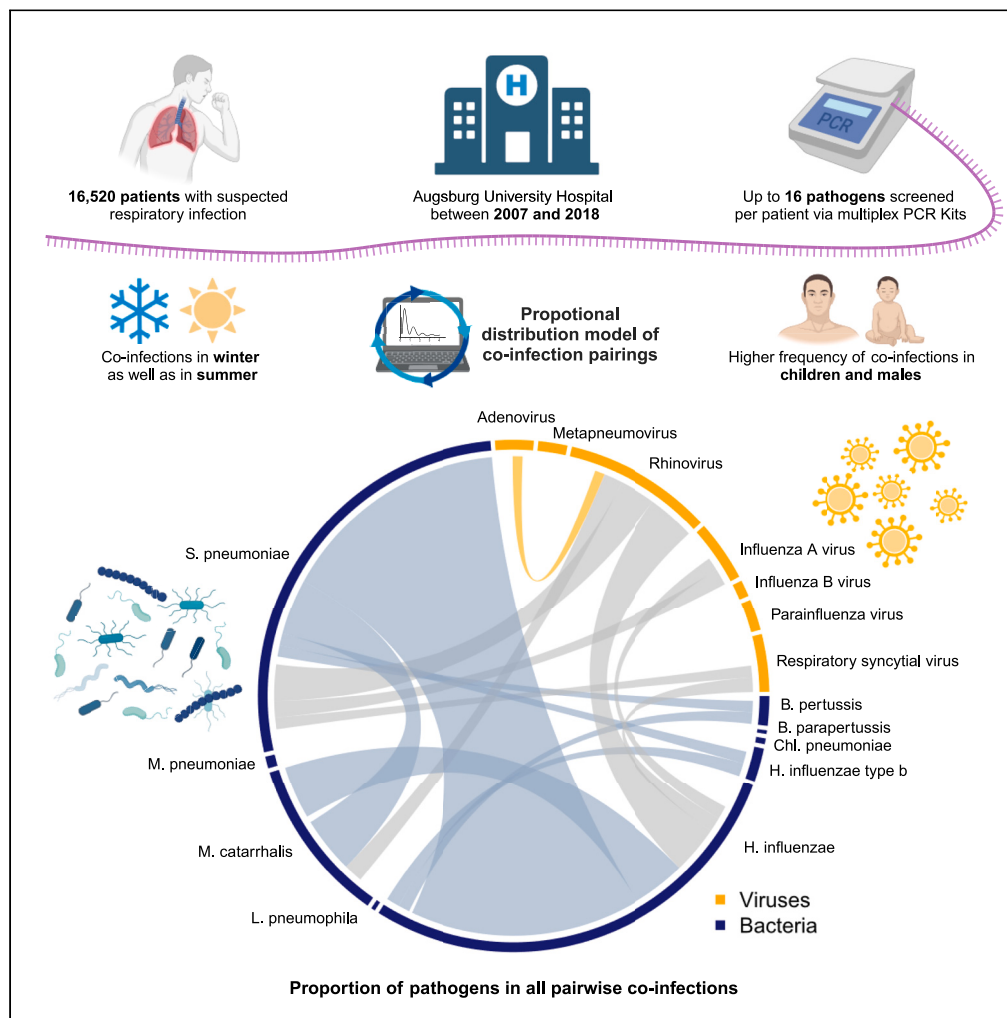 H
PCR
16,520 patients with suspected
respiratory infection
Augsburg University Hospital
between 2007 and 2018
Up to 16 pathogens screened
per patient via multiplex PCR Kits
Co-infections in winter
as well as in summer
Propotional
distribution model of
co-infection pairings
Higher frequency of co-infections in
children and males
Adenovirus
Metapneumovirus
Rhinovirus
Influenza A virus
Influenza B virus
Parainfluenza virus
Respiratory syncytial virus
B. pertussis
B. parapertussis
Chl. pneumoniae
H. influenzae type b
H. influenzae
S. pneumoniae
M. pneumoniae
M. catarrhalis
L. pneumophila
Viruses
Bacteria
Proportion of pathogens in all pairwise co-infections